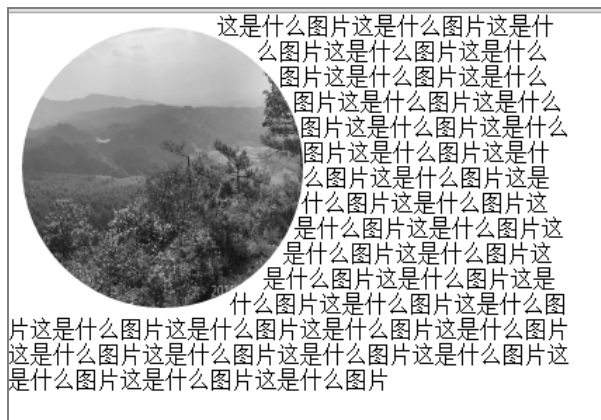 这是什么图片这是什么图片这是什
么图片这是什么图片这是什么
图片这是什么图片这是什么
图片这是什么图片这是什么
图片这是什么图片这是什么
图片这是什么图片这是什
么图片这是什么图片这是
什么图片这是什么图片这
是什么图片这是什么图片这
是什么图片这是什么图片这
是什么图片这是什么图片这是
什么图片这是什么图片这是什么图
片这是什么图片这是什么图片这是什么图片这是什么图片
这是什么图片这是什么图片这是什么图片这是什么图片这
是什么图片这是什么图片这是什么图片